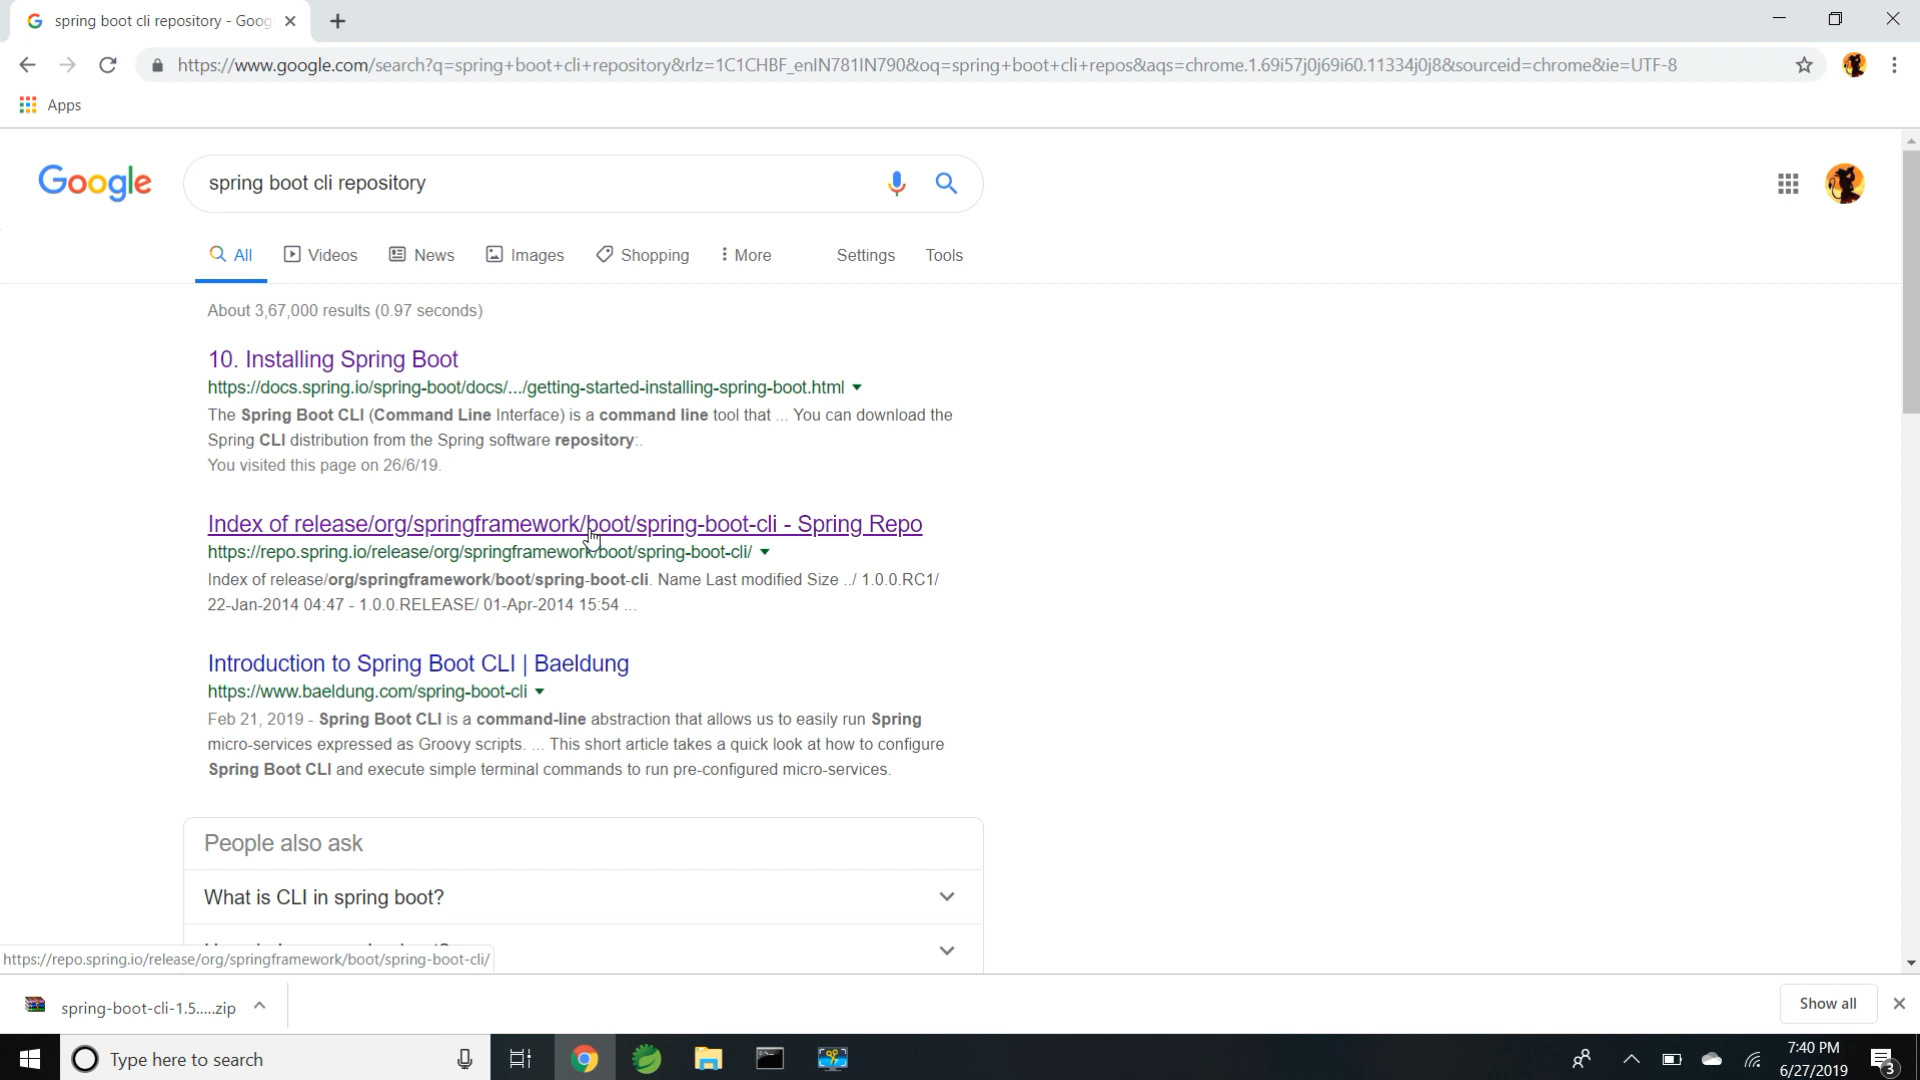 spring boot cli repository - Goog
https://www.google.com/search?q=spring+boot+cli+repository&rlz=1C1CHBF_enIN781IN790&oq=spring+boot+cli+repos&aqs=chrome.1.69i57j0j69i60.11334j0j8&sourceid=chrome&ie=UTF-8
Apps
Google
spring boot cli repository
All Videos News Images Shopping More Settings Tools
About 3,67,000 results (0.97 seconds)
10. Installing Spring Boot
https://docs.spring.io/spring-boot/docs/.../getting-started-installing-spring-boot.html
The Spring Boot CLI (Command Line Interface) is a command line tool that ... You can download the
Spring CLI distribution from the Spring software repository:.
You visited this page on 26/6/19.
Index of release/org/springframework/boot/spring-boot-cli - Spring Repo
https://repo.spring.io/release/org/springframework/boot/spring-boot-cli/
Index of release/org/springframework/boot/spring-boot-cli. Name Last modified Size ../ 1.0.0.RC1/
22-Jan-2014 04:47 - 1.0.0.RELEASE/ 01-Apr-2014 15:54 ...
Introduction to Spring Boot CLI | Baeldung
https://www.baeldung.com/spring-boot-cli
Feb 21, 2019 - Spring Boot CLI is a command-line abstraction that allows us to easily run Spring
micro-services expressed as Groovy scripts. ... This short article takes a quick look at how to configure
Spring Boot CLI and execute simple terminal commands to run pre-configured micro-services.
People also ask
What is CLI in spring boot?
https://repo.spring.io/release/org/springframework/boot/spring-boot-cli/
spring-boot-cli-1.5.....zip
Show all
Type here to search
7:40 PM
6/27/2019
3